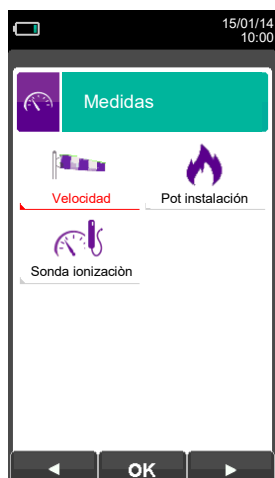 15/01/14
10:00
Medidas
Velocidad
Pot instalación
Sonda ionizaciòn
OK